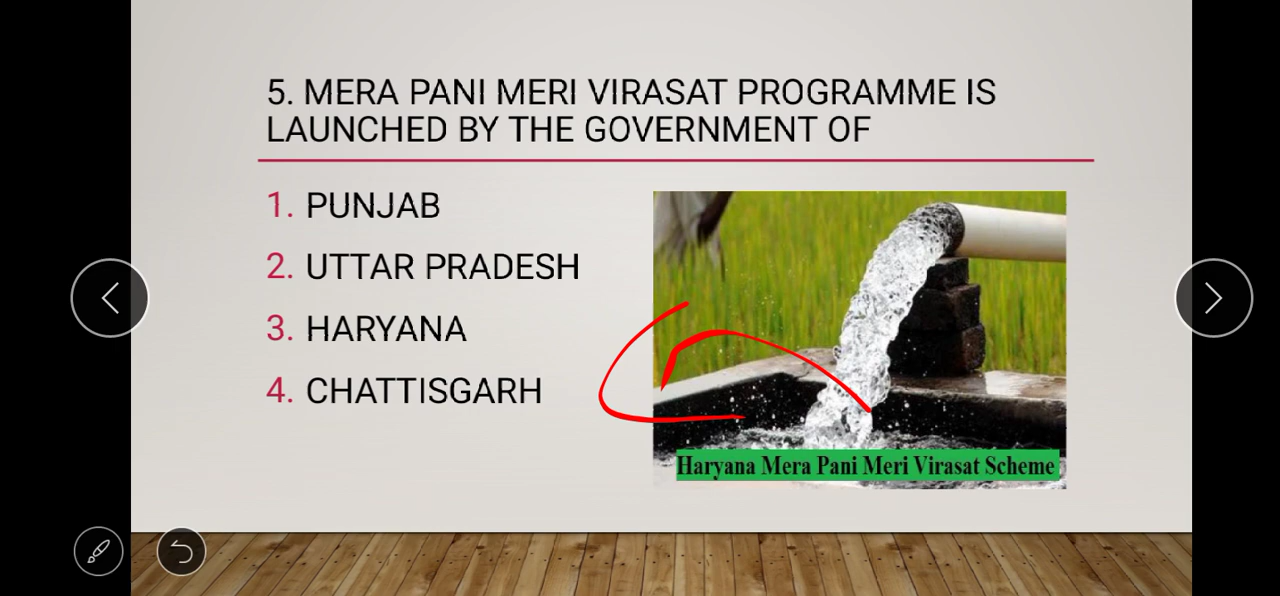 5. MERA PANI MERI VIRASAT PROGRAMME IS
LAUNCHED BY THE GOVERNMENT OF
1. PUNJAB
2. UTTAR PRADESH
3. HARYANA
4. CHATTISGARH
Haryana Mera Pani Meri Virasat Scheme